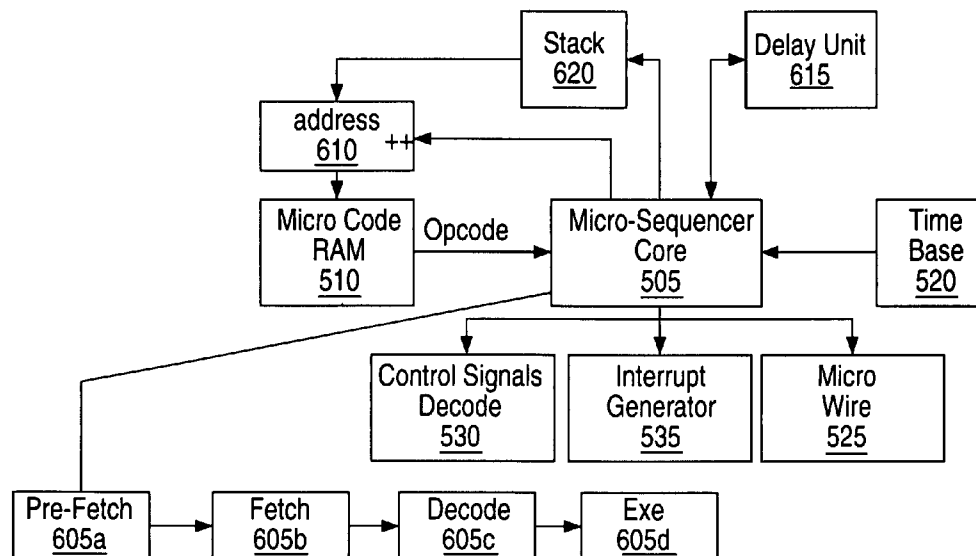 Stack
620
Delay Unit
615
address
610
++
Micro Code
RAM
510
Opcode
Micro-Sequencer
Core
505
Time
Base
520
Control Signals
Decode
530
Interrupt
Generator
535
Micro
Wire
525
Pre-Fetch
605a
Fetch
605b
Decode
605c
Exe
605d